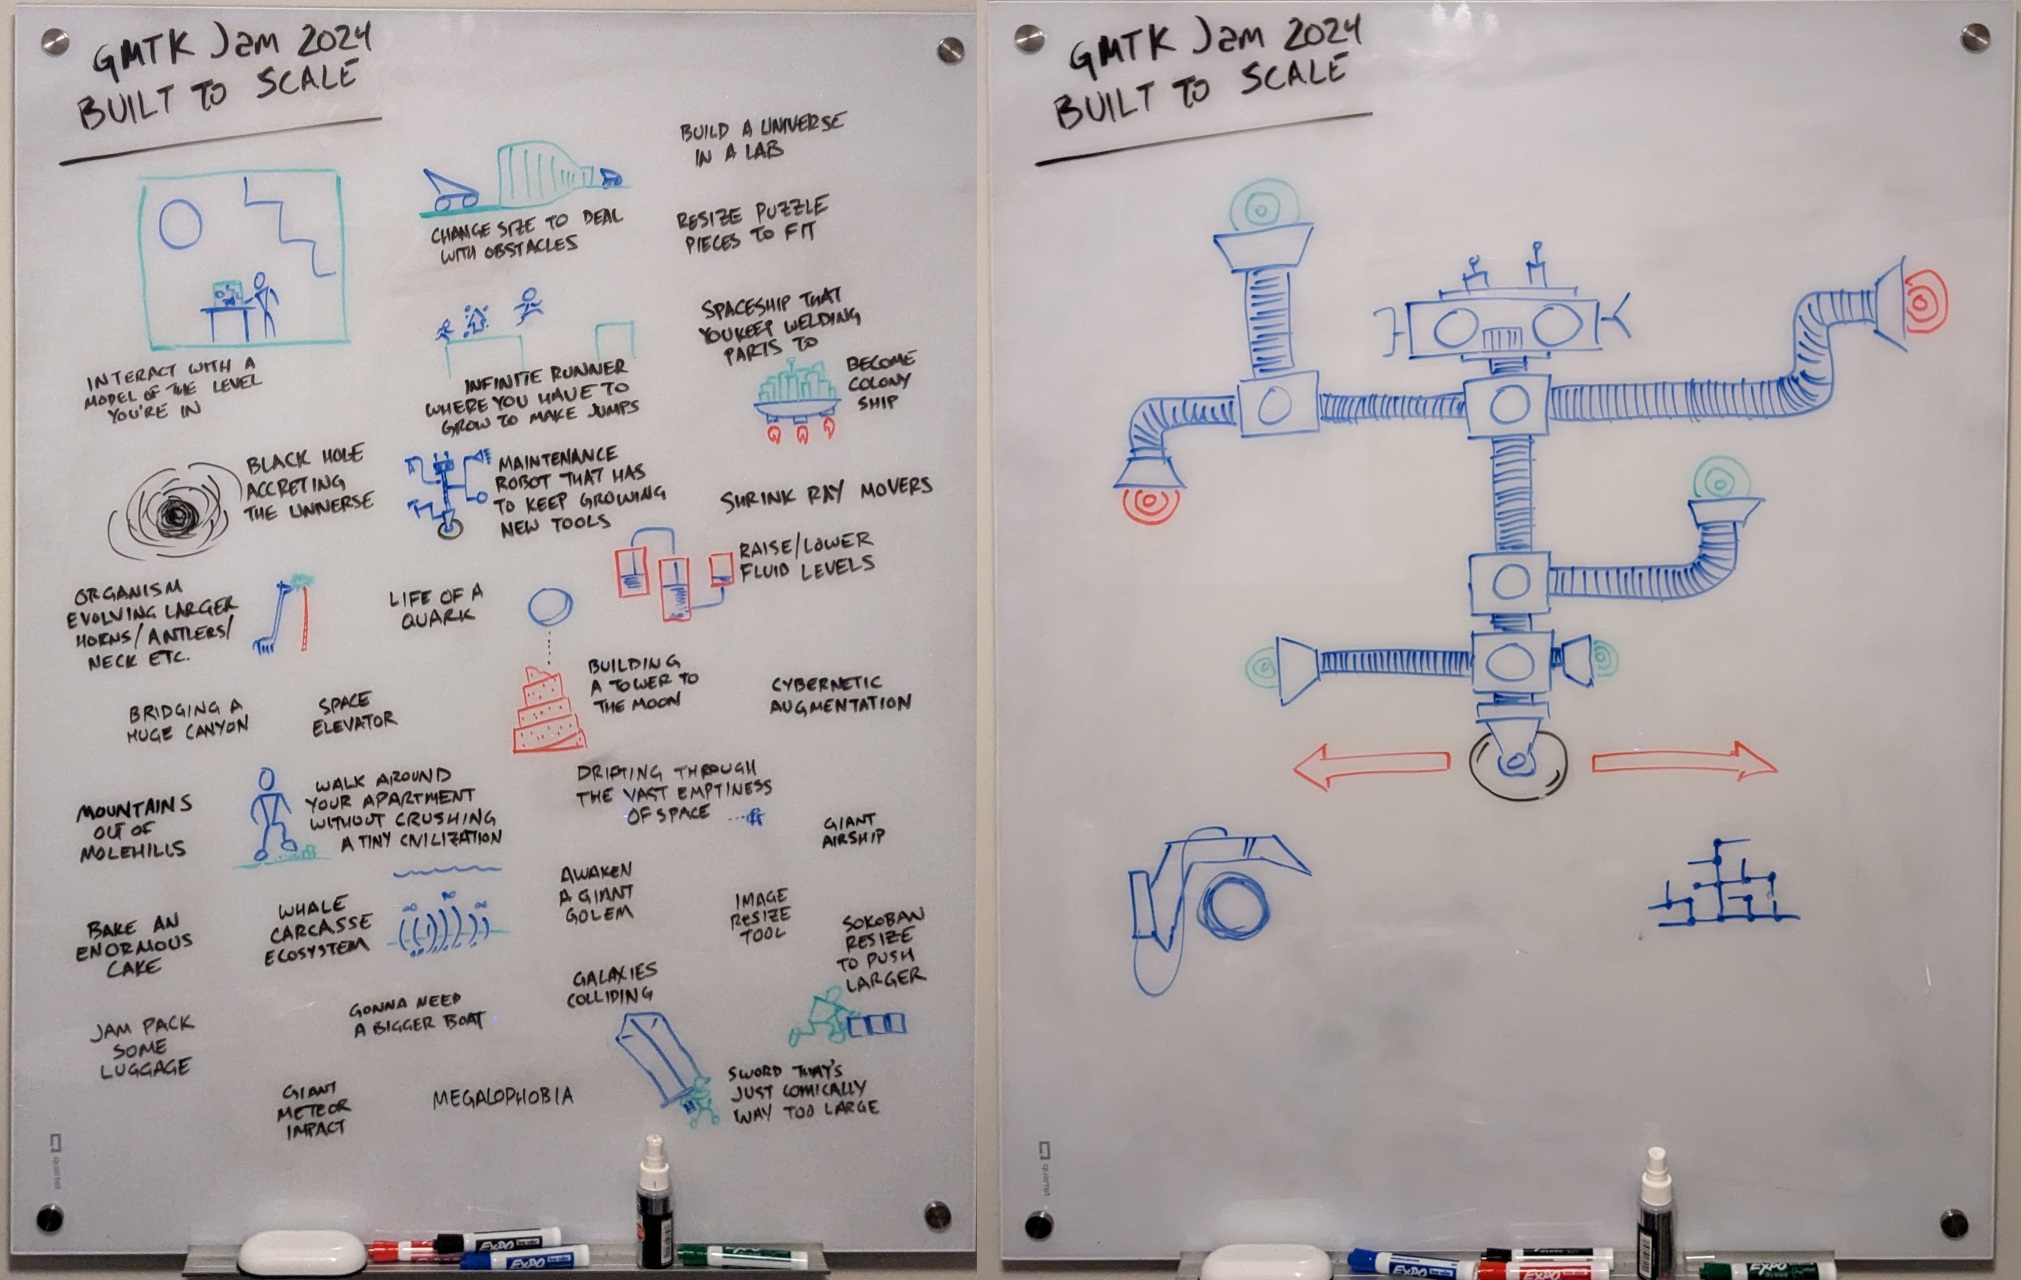 GMTK Jam 2024
BUILT TO SCALE
INTERACT WITH A
MODEL OF THE LEVEL
YOU'RE IN
CHANGE SIZE TO DEAL
WITH OBSTACLES
BUILD A UNIVERSE
IN A LAB
RESIZE PUZZLE
PIECES TO FIT
INFINITE RUNNER
WHERE YOU HAVE TO
GROW TO MAKE JUMPS
SPACESHIP THAT
YOU KEEP WELDING
PARTS TO
BECOME
COLONY
SHIP
BLACK HOLE
ACCRETING
THE UNIVERSE
MAINTENANCE
ROBOT THAT HAS
TO KEEP GROWING
NEW TOOLS
SHRINK RAY MOVERS
RAISE/LOWER
FLUID LEVELS
ORGANISM
EVOLVING LARGER
HORNS/ANTLERS/
NECK ETC.
LIFE OF A
QUARK
BUILDING
A TOWER TO
THE MOON
CYBERNETIC
AUGMENTATION
BRIDGING A
HUGE CANYON
SPACE
ELEVATOR
MOUNTAINS
OUT OF
MOLEHILLS
WALK AROUND
YOUR APARTMENT
WITHOUT CRUSHING
A TINY CIVILIZATION
DRIFTING THROUGH
THE VAST EMPTINESS
OF SPACE
GIANT
AIRSHIP
BAKE AN
ENORMOUS
CAKE
WHALE
CARCASSE
ECOSYSTEM
AWAKEN
A GIANT
GOLEM
IMAGE
RESIZE
TOOL
SOKOBAN
RESIZE
TO PUSH
LARGER
JAM PACK
SOME
LUGGAGE
GONNA NEED
A BIGGER BOAT
GALAXIES
COLLIDING
GIANT
METEOR
IMPACT
MEGALOPHOBIA
SWORD THAT'S
JUST COMICALLY
WAY TOO LARGE
quartet
EXPO
EXPO
GMTK Jam 2024
BUILT TO SCALE
quartet
EXPO
EXPO
EXPO